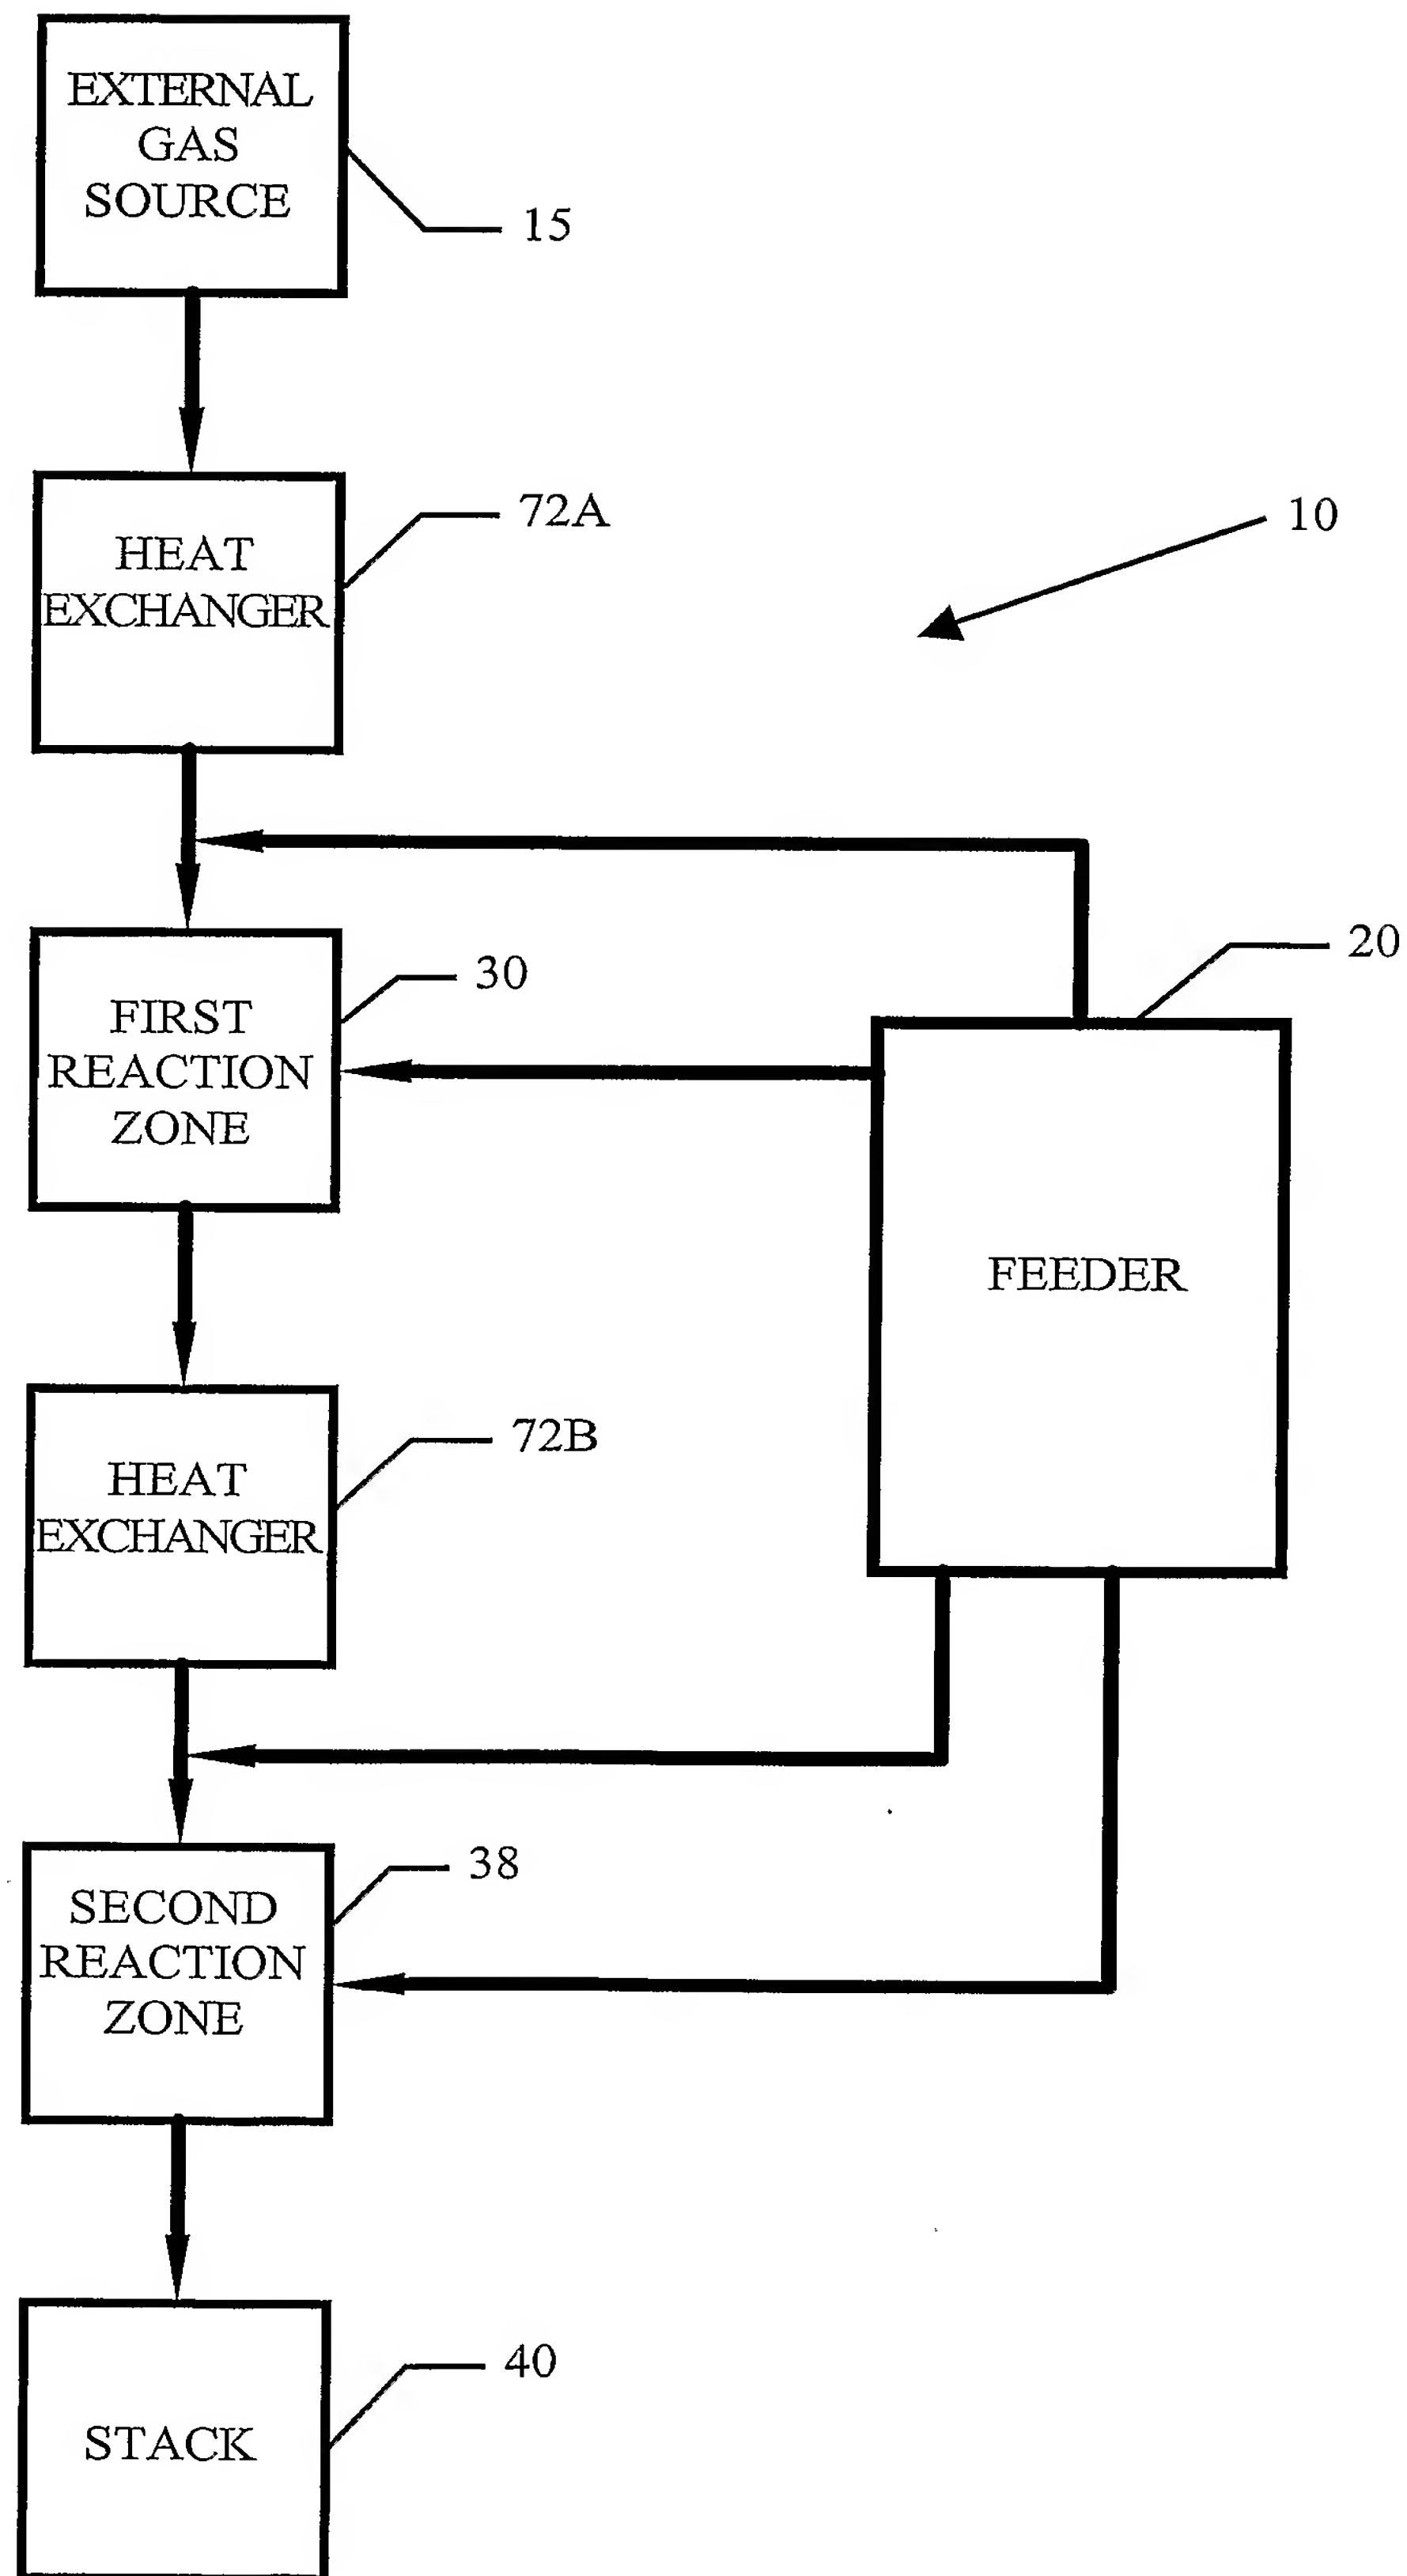 EXTERNAL
GAS
SOURCE
15
72A
HEAT
EXCHANGER
10
20
30
FIRST
REACTION
ZONE
FEEDER
72B
HEAT
EXCHANGER
38
SECOND
REACTION
ZONE
40
STACK